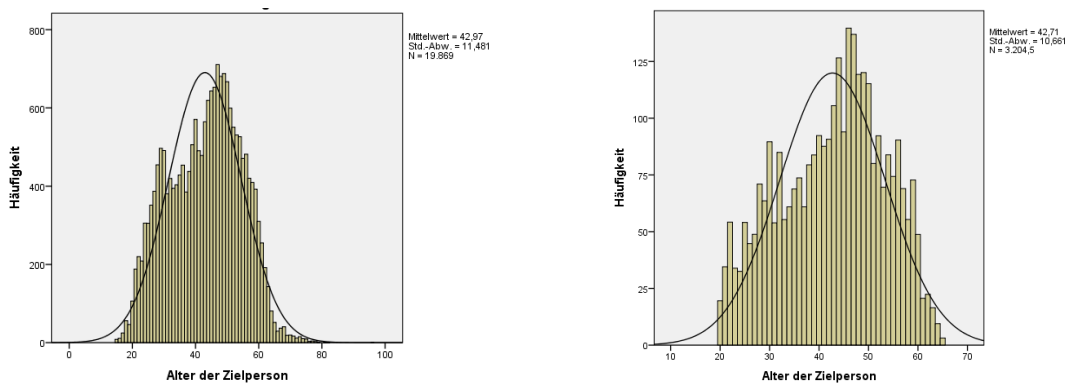 800
600
400
200
0
Häufigkeit
0 20 40 60 80 100
Alter der Zielperson
Mittelwert = 42,97
Std.-Abw. = 11,481
N = 19.869
125
100
75
50
25
0
Häufigkeit
10 20 30 40 50 60 70
Alter der Zielperson
Mittelwert = 42,71
Std.-Abw. = 10,661
N = 3.204,5